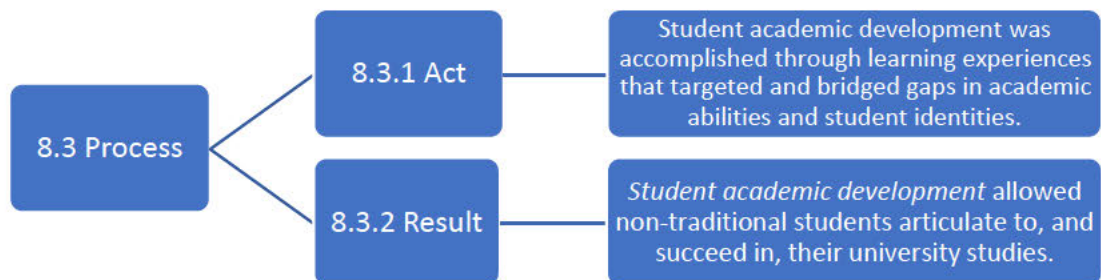 8.3 Process
8.3.1 Act
Student academic development was
accomplished through learning experiences
that targeted and bridged gaps in academic
abilities and student identities.
8.3.2 Result
Student academic development allowed
non-traditional students articulate to, and
succeed in, their university studies.